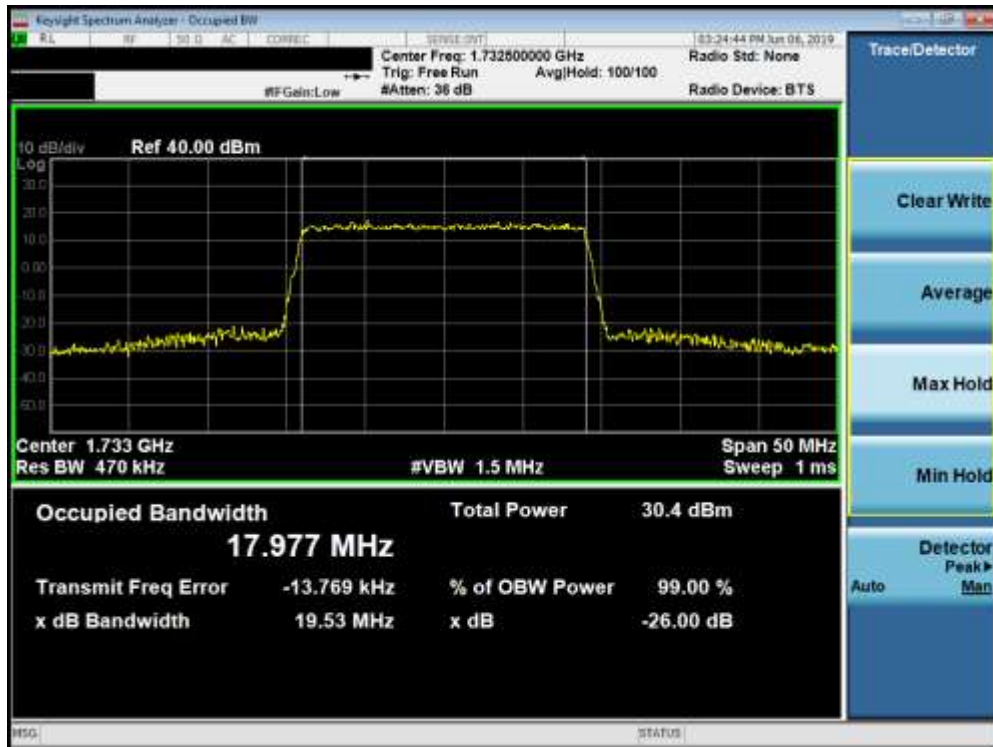 Keysight Spectrum Analyzer - Occupied BW
RL RF 50 Ω AC CORREC SENSE:INT 03:24:44 PM Jun 06, 2019
Center Freq: 1.732500000 GHz Radio Std: None
Trig: Free Run Avg|Hold: 100/100
#IFGain:Low #Atten: 36 dB Radio Device: BTS
Trace/Detector
10 dB/div Ref 40.00 dBm
Log
30.0
20.0
10.0
0.00
-10.0
-20.0
-30.0
-40.0
-50.0
Center 1.733 GHz Span 50 MHz
Res BW 470 kHz #VBW 1.5 MHz Sweep 1 ms
Occupied Bandwidth Total Power 30.4 dBm
17.977 MHz
Transmit Freq Error -13.769 kHz % of OBW Power 99.00 %
x dB Bandwidth 19.53 MHz x dB -26.00 dB
Clear Write
Average
Max Hold
Min Hold
Detector
Peak▶
Auto Man
MSG STATUS